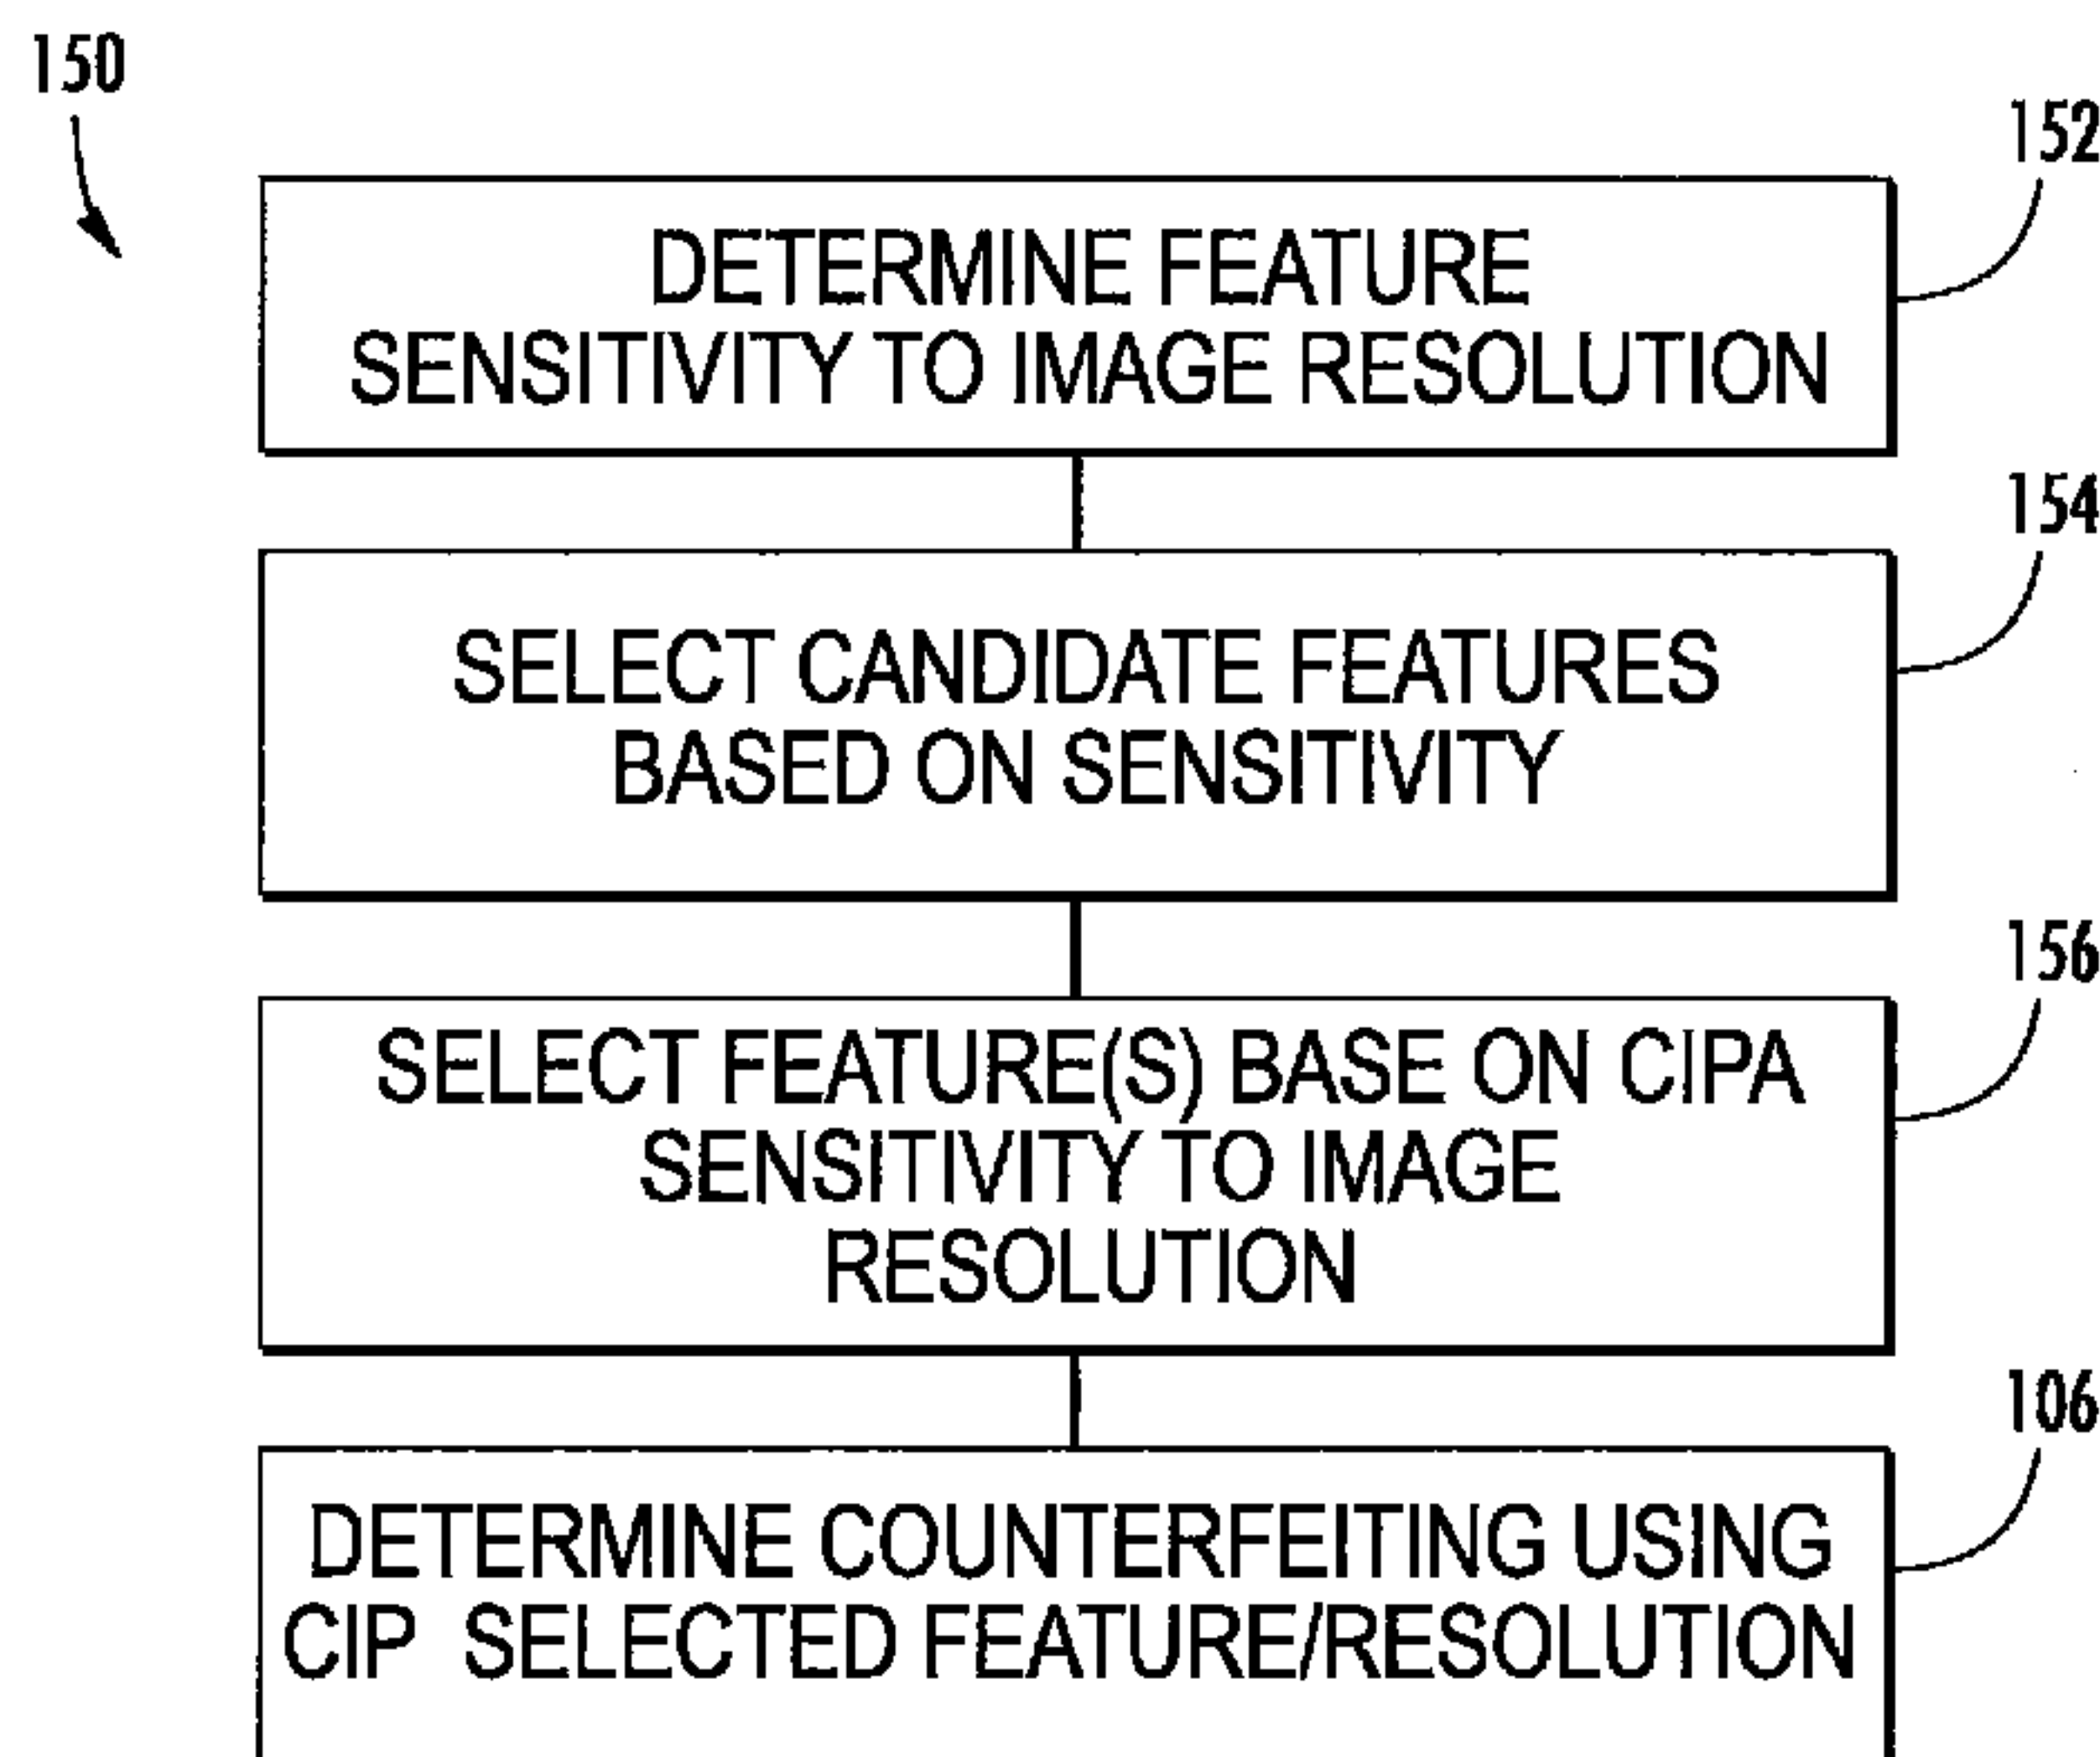 150
152
DETERMINE FEATURE
SENSITIVITY TO IMAGE RESOLUTION
154
SELECT CANDIDATE FEATURES
BASED ON SENSITIVITY
156
SELECT FEATURE(S) BASE ON CIPA
SENSITIVITY TO IMAGE
RESOLUTION
106
DETERMINE COUNTERFEITING USING
CIP SELECTED FEATURE/RESOLUTION